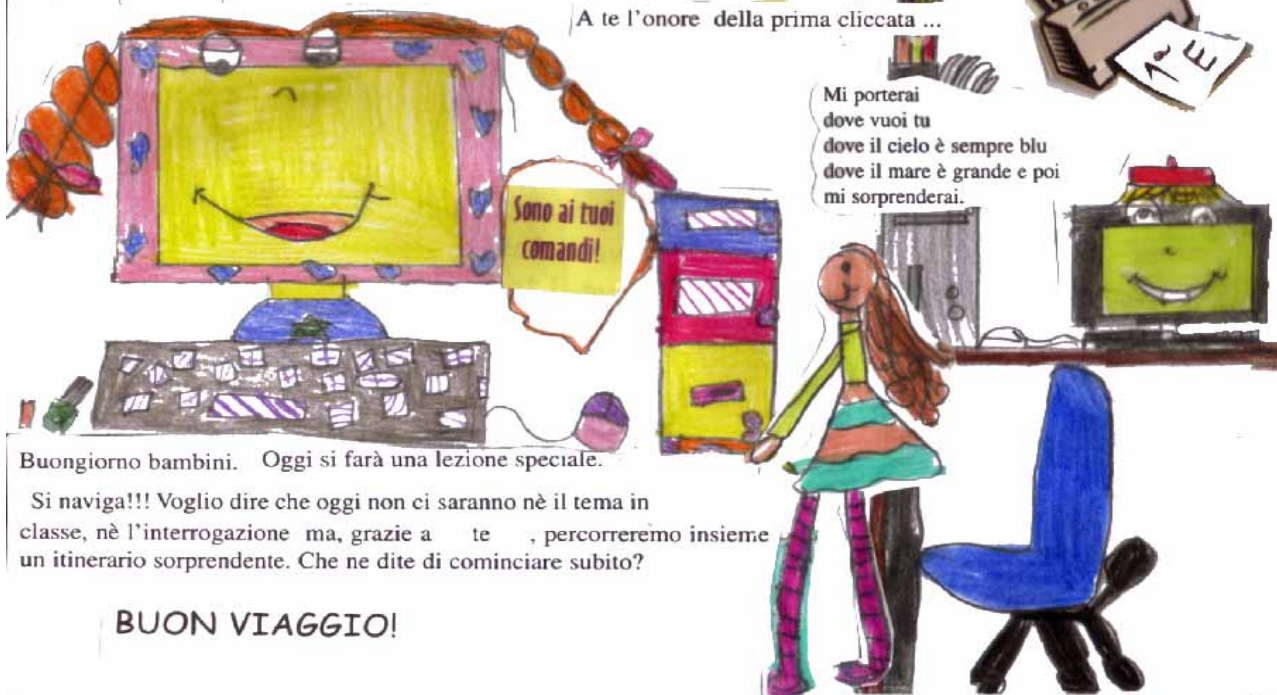 A te l'onore della prima cliccata ...
1ª E
Mi porterai
dove vuoi tu
dove il cielo è sempre blu
dove il mare è grande e poi
mi sorprenderai.
Sono ai tuoi
comandi!
Buongiorno bambini. Oggi si farà una lezione speciale.
Si naviga!!! Voglio dire che oggi non ci saranno nè il tema in
classe, nè l'interrogazione ma, grazie a te , percorreremo insieme
un itinerario sorprendente. Che ne dite di cominciare subito?
BUON VIAGGIO!